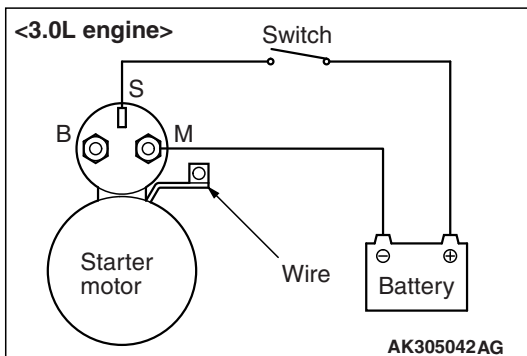 <3.0L engine>
Switch
S
B
M
Starter
motor
Wire
⊖
⊕
Battery
AK305042AG